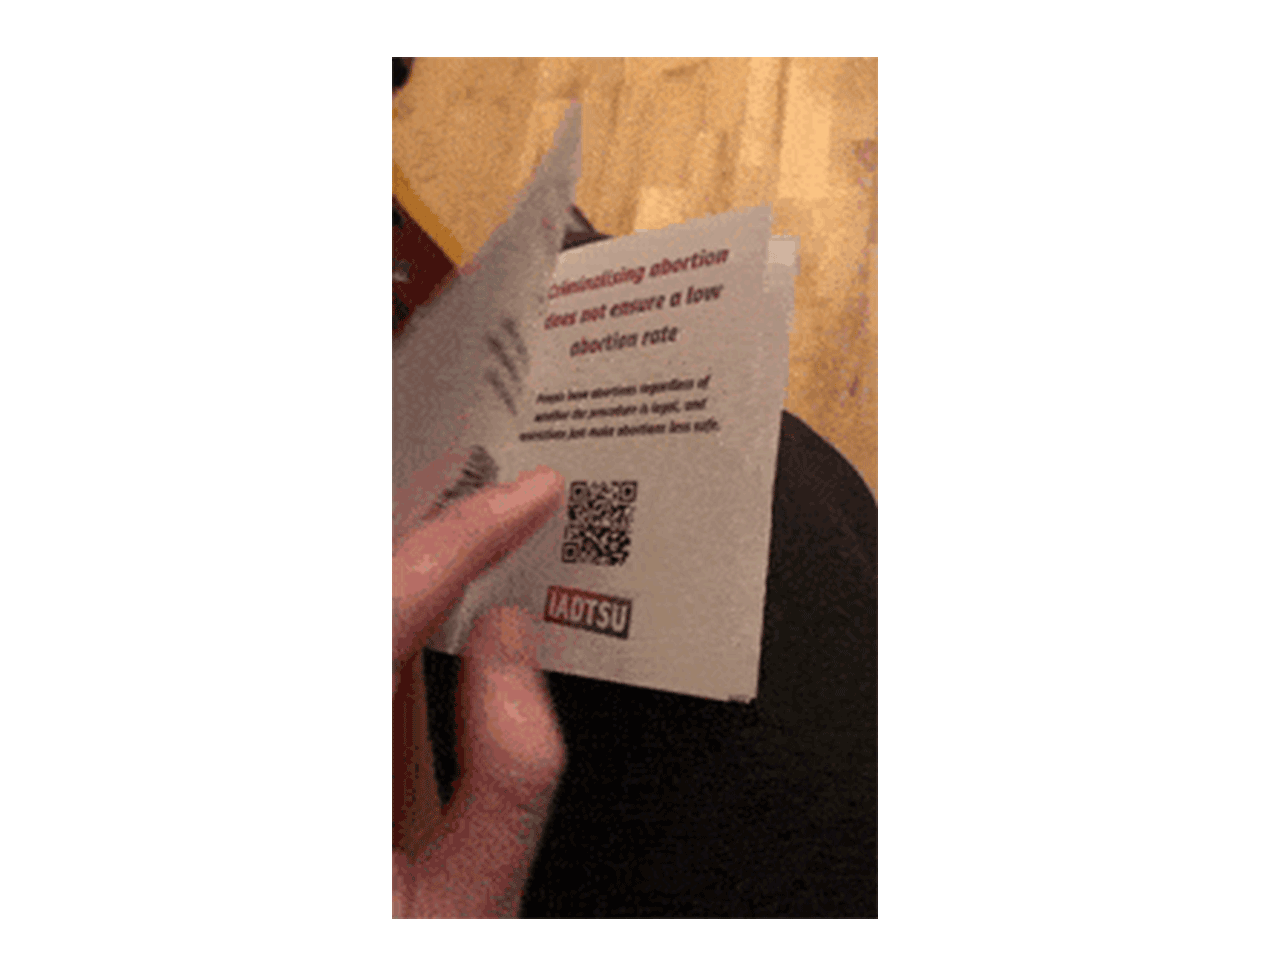 Criminalising abortion
does not ensure a low
abortion rate
People have abortions regardless of
whether the procedure is legal, and
restrictions just make abortions less safe.
IADTSU